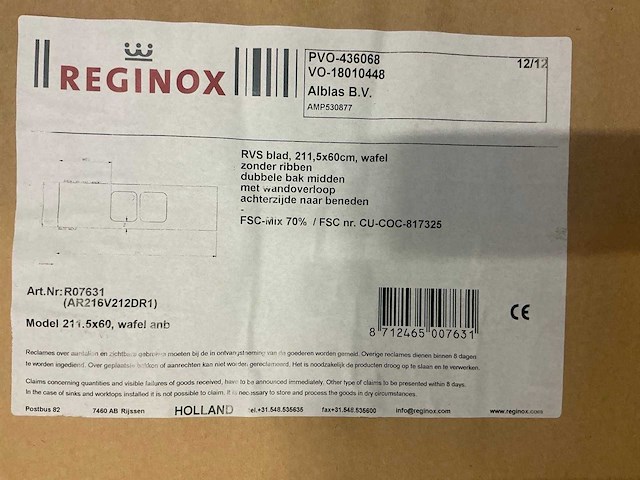 REGINOX
PVO-436068
VO-18010448
12/12
Alblas B.V.
AMP530877
RVS blad, 211,5x60cm, wafel
zonder ribben
dubbele bak midden
met wandoverloop
achterzijde naar beneden
-
FSC-Mix 70% / FSC nr. CU-COC-817325
Art.Nr: R07631
(AR216V212DR1)
Model 211.5x60, wafel anb
8 712465 007631
CE
Reclames over aantallen en zichtbare gebreken moeten bij de in ontvangstneming van de goederen worden gemeld. Overige reclames dienen binnen 8 dagen
te worden ingediend. Over geplaatste bakken of aanrechten kan niet worden gereclameerd. Het is noodzakelijk de producten droog op te slaan en te verwerken.
Claims concerning quantities and visible failures of goods received, have to be announced immediately. Other type of claims to be presented within 8 days.
In the case of sinks and worktops installed it is not possible to claim. It is necessary to store and process the goods in dry circumstances.
Postbus 82 7460 AB Rijssen HOLLAND tel.+31.548.535635 fax+31.548.535600 info@reginox.com www.reginox.com